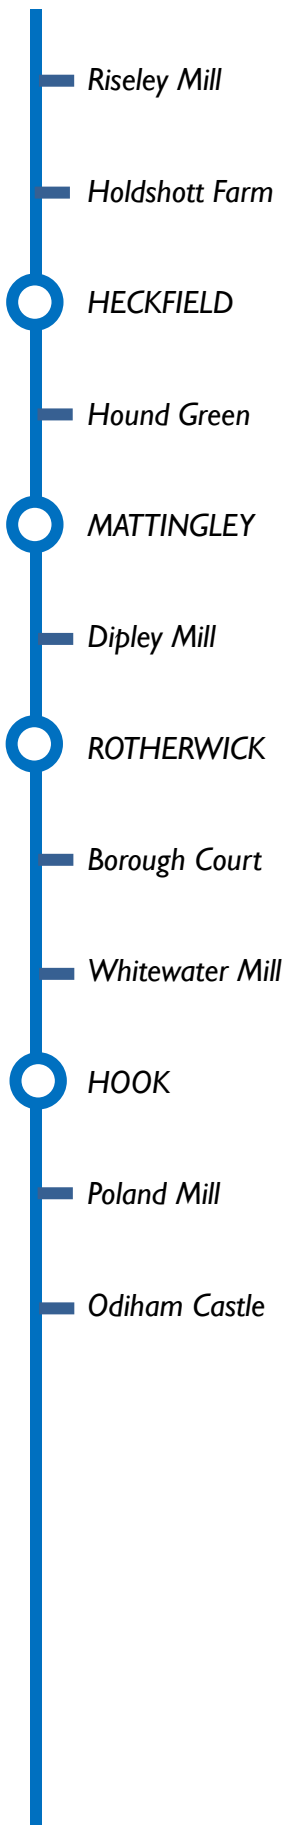 Riseley Mill
Holdshott Farm
HECKFIELD
Hound Green
MATTINGLEY
Dipley Mill
ROTHERWICK
Borough Court
Whitewater Mill
HOOK
Poland Mill
Odiham Castle